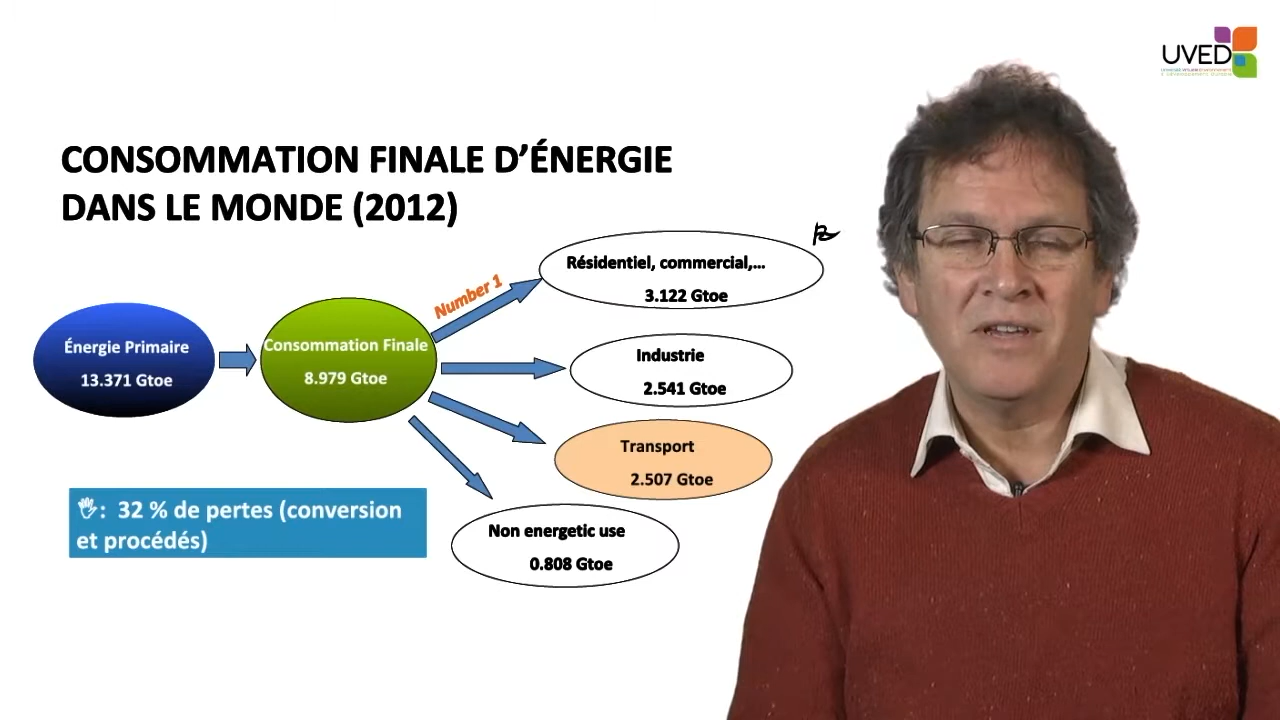 UVED
CONSOMMATION FINALE D'ÉNERGIE
DANS LE MONDE (2012)
Number 1
Résidentiel, commercial,...
3.122 Gtoe
Énergie Primaire
13.371 Gtoe
Consommation Finale
8.979 Gtoe
Industrie
2.541 Gtoe
Transport
2.507 Gtoe
: 32 % de pertes (conversion
et procédés)
Non energetic use
0.808 Gtoe